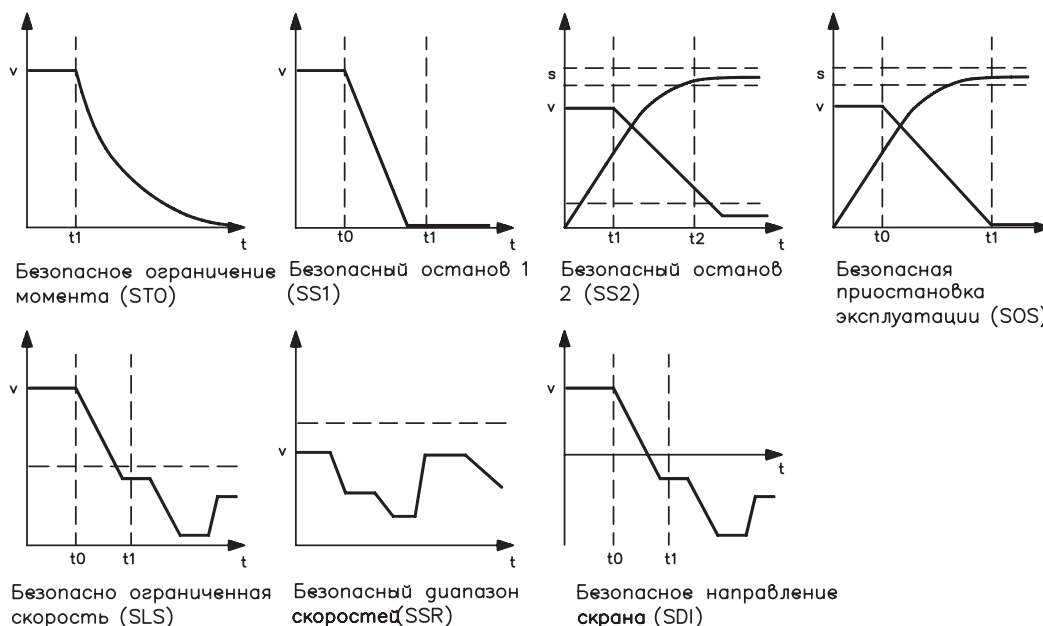 v
t1
t
Безопасное ограничение
момента (STO)
v
t0
t1
t
Безопасный останов 1
(SS1)
s
v
t1
t2
t
Безопасный останов
2 (SS2)
s
v
t0
t1
t
Безопасная
приостановка
эксплуатации (SOS)
v
t0
t1
t
Безопасно ограниченная
скорость (SLS)
v
t
Безопасный диапазон
скоростей(SSR)
v
t
t0
t1
Безопасное направление
скрана (SDI)